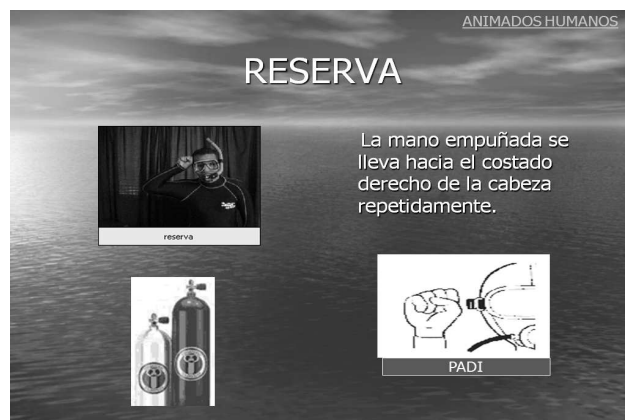 ANIMADOS HUMANOS
RESERVA
La mano empuñada se
lleva hacia el costado
derecho de la cabeza
repetidamente.
reserva
PADI